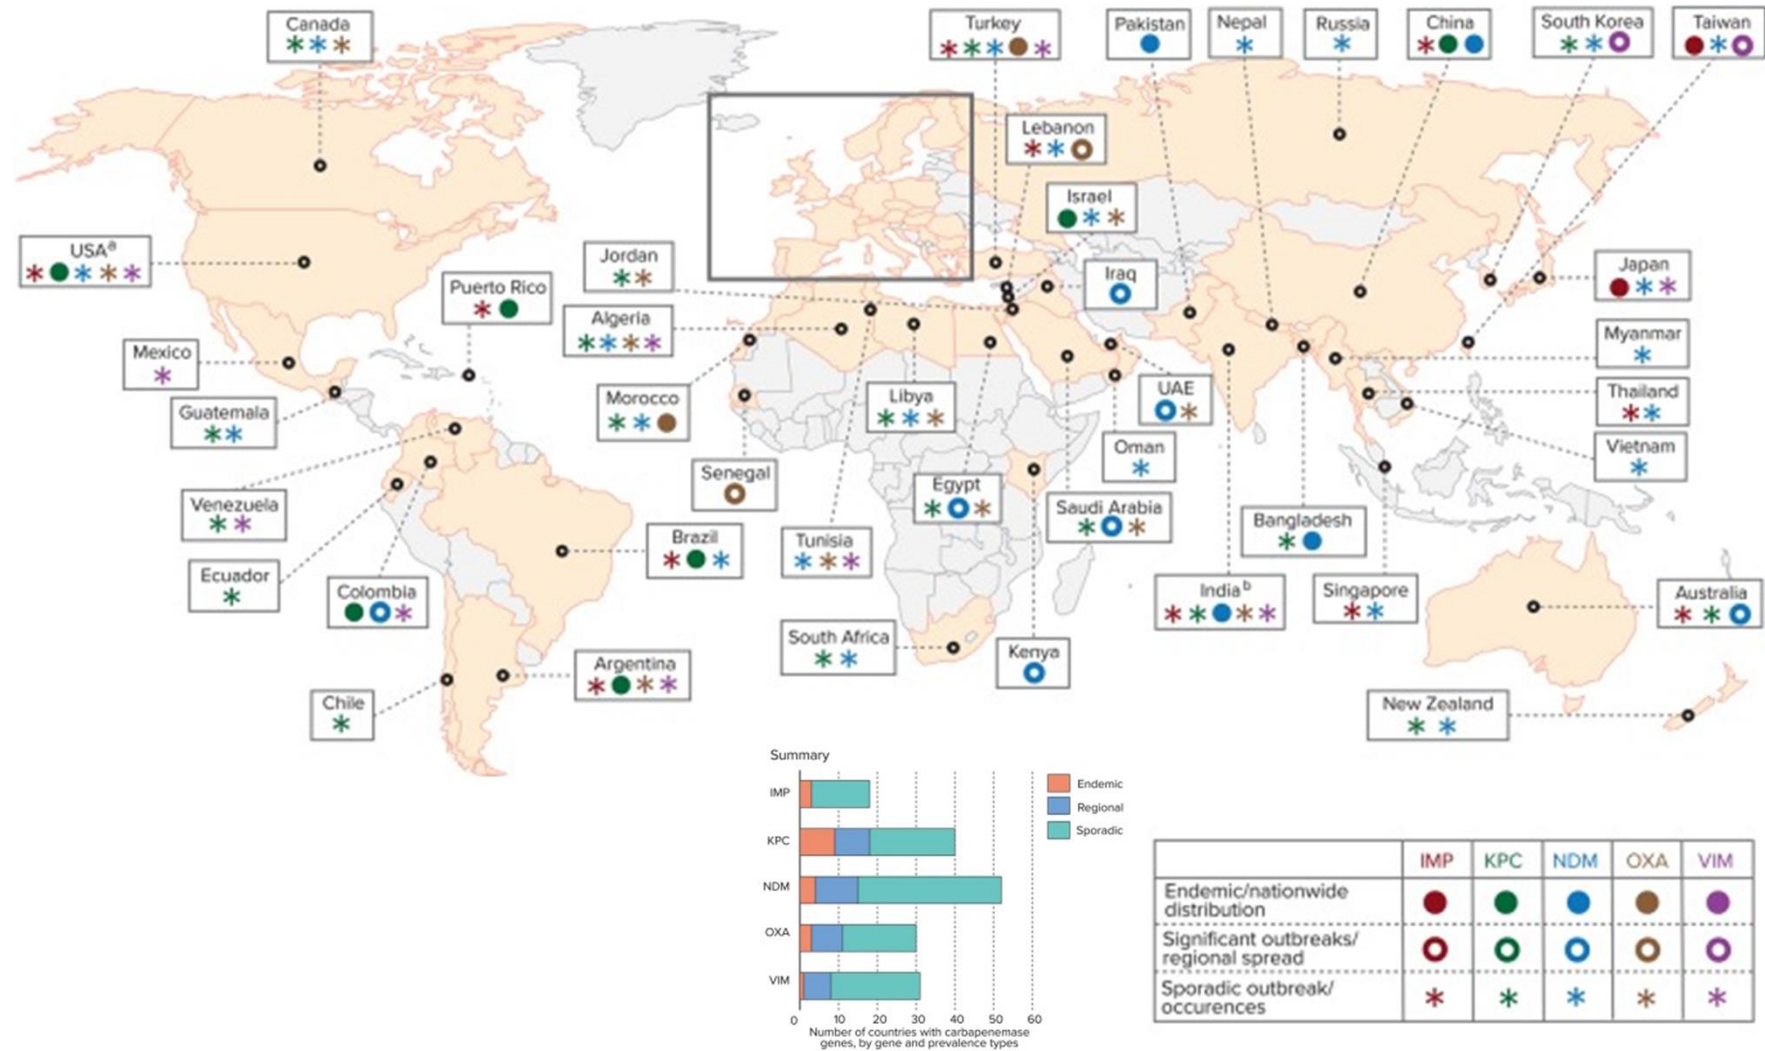 Canada
Turkey
Pakistan
Nepal
Russia
China
South Korea
Taiwan
Lebanon
Israel
USAa
Jordan
Iraq
Japan
Puerto Rico
Algeria
Myanmar
Mexico
Morocco
Libya
UAE
Thailand
Guatemala
Oman
Vietnam
Senegal
Egypt
Venezuela
Saudi Arabia
Bangladesh
Brazil
Tunisia
Ecuador
Colombia
Indiab
Singapore
Australia
South Africa
Kenya
Argentina
Chile
New Zealand
Summary
IMP
KPC
NDM
OXA
VIM
0 10 20 30 40 50 60
Number of countries with carbapenemase
genes, by gene and prevalence types
Endemic
Regional
Sporadic
IMP KPC NDM OXA VIM
Endemic/nationwide
distribution
Significant outbreaks/
regional spread
Sporadic outbreak/
occurences